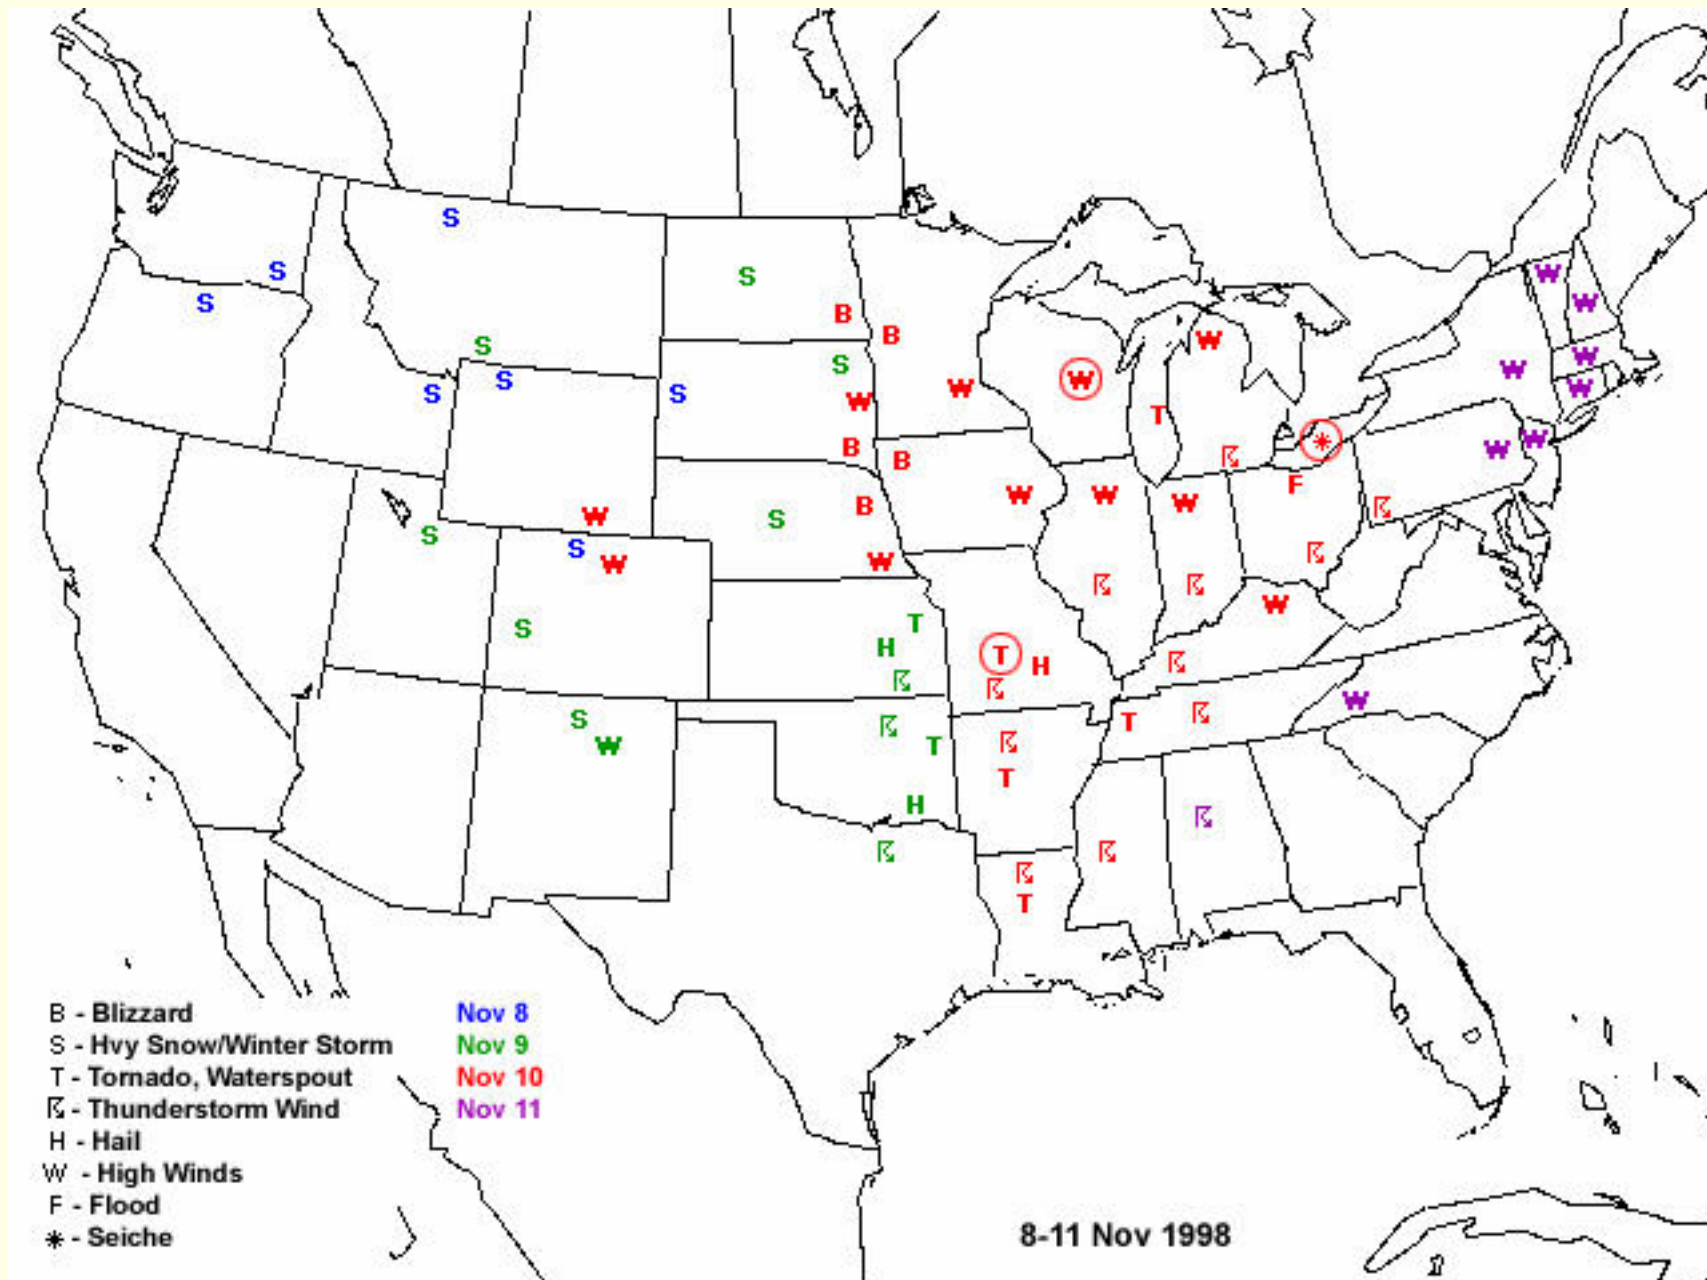 S
S W
S
S W
B
B
W
S W
S W
S W W W
S S
W
T
W
B W
B
F
W W W
B
W S
S
S
W W
W
T
S
H
T
H
W
S T
W T
T
H
T
B - Blizzard Nov 8
S - Hvy Snow/Winter Storm Nov 9
T - Tornado, Waterspout Nov 10
☈ - Thunderstorm Wind Nov 11
H - Hail
W - High Winds
F - Flood
* - Seiche
8-11 Nov 1998